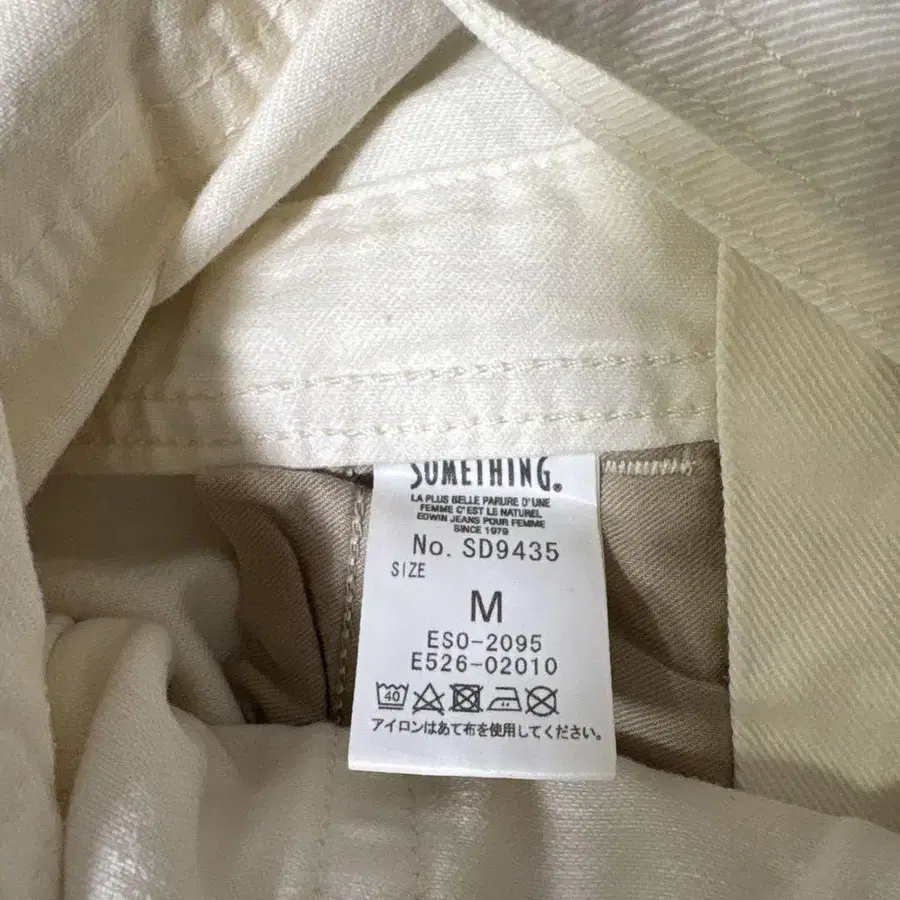 SOMETHING®
LA PLUS BELLE PARURE D'UNE
FEMME C'EST LE NATUREL
EDWIN JEANS POUR FEMME
SINCE 1979
No. SD9435
SIZE
M
ESO-2095
E526-02010
40
アイロンはあて布を使用してください。